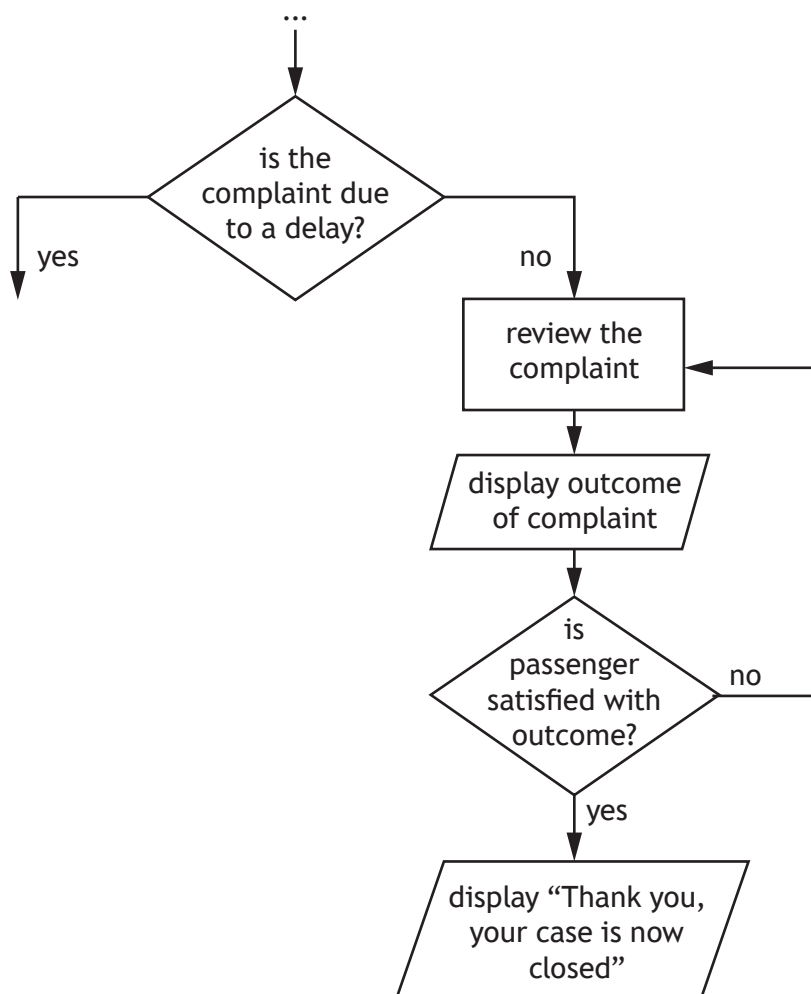 ...
is the
complaint due
to a delay?
yes
no
review the
complaint
display outcome
of complaint
is
passenger
satisfied with
outcome?
no
yes
display “Thank you,
your case is now
closed”